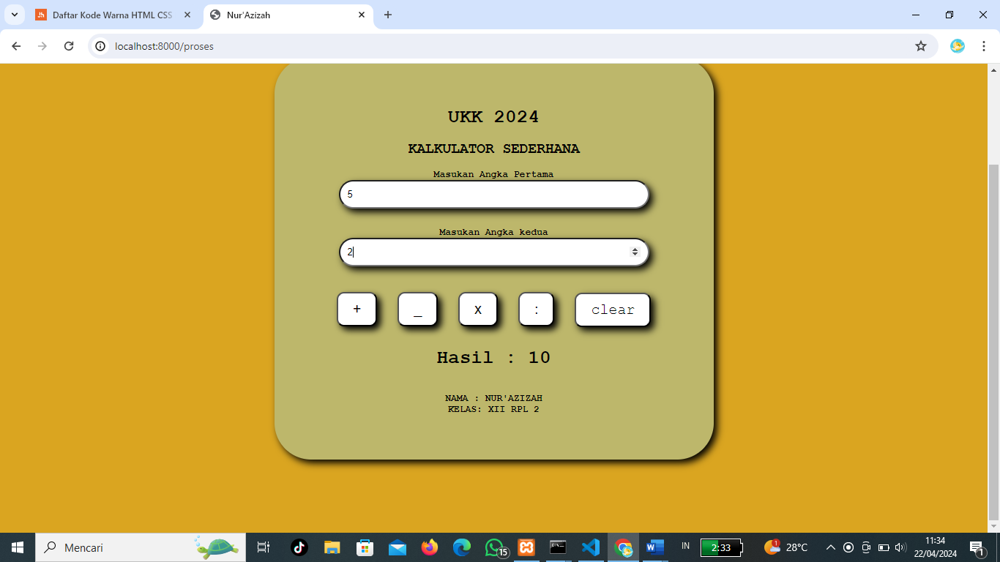 Daftar Kode Warna HTML CSS
Nur'Azizah
localhost:8000/proses
UKK 2024
KALKULATOR SEDERHANA
Masukan Angka Pertama
5
Masukan Angka kedua
2
+ _ x : clear
Hasil : 10
NAMA : NUR'AZIZAH
KELAS: XII RPL 2
Mencari
15
IN
2:33
1
28°C
11:34
22/04/2024
1